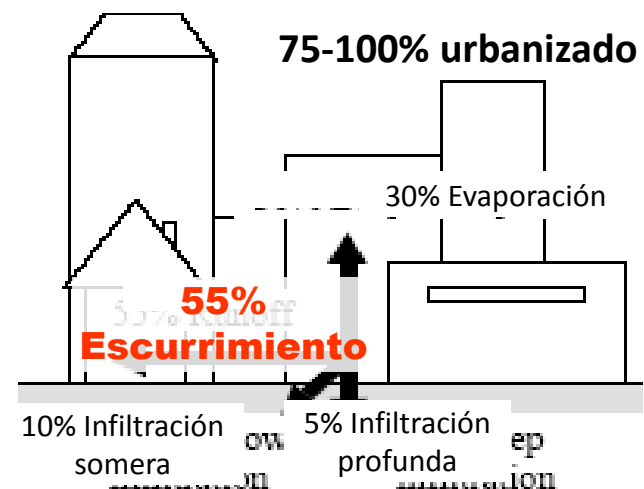 75-100% urbanizado
30% Evaporación
55%
Escurrimiento
10% Infiltración
somera
5% Infiltración
profunda